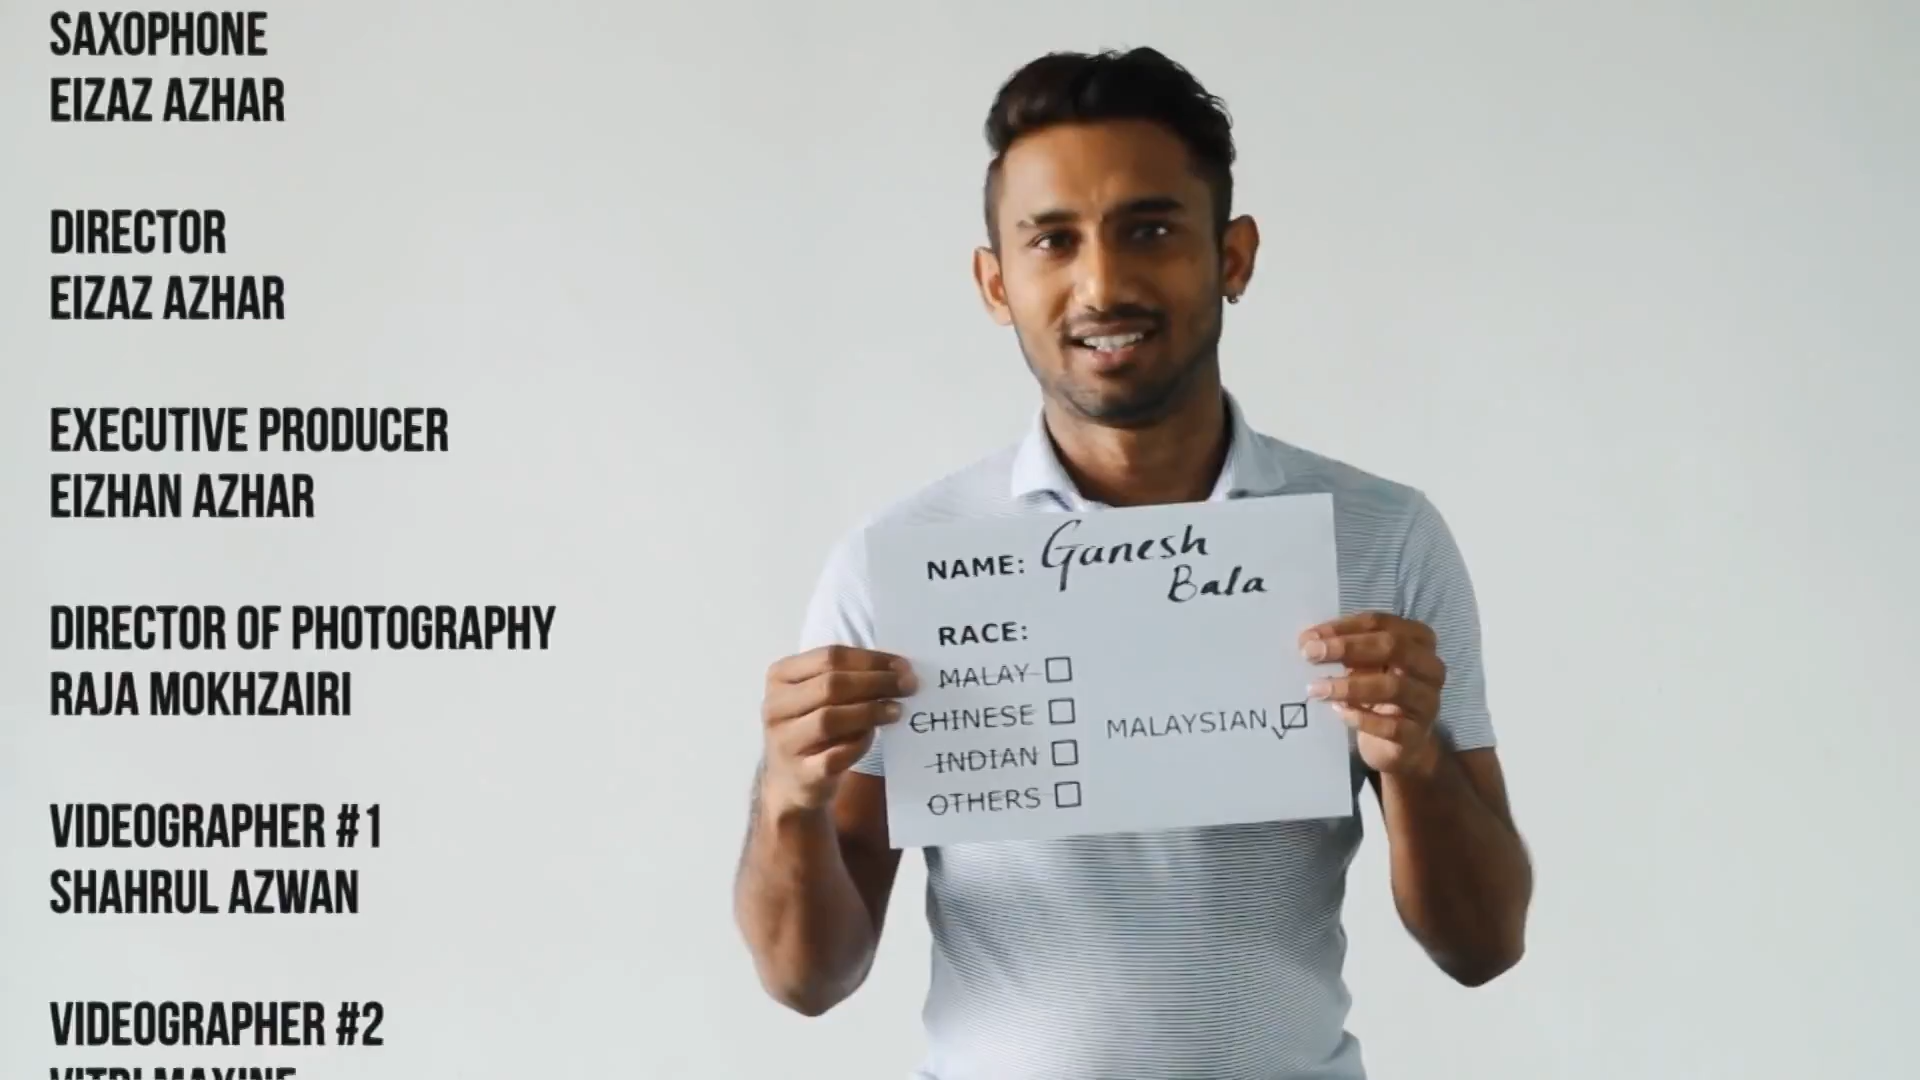 SAXOPHONE
EIZAZ AZHAR
DIRECTOR
EIZAZ AZHAR
EXECUTIVE PRODUCER
EIZHAN AZHAR
DIRECTOR OF PHOTOGRAPHY
RAJA MOKHZAIRI
VIDEOGRAPHER #1
SHAHRUL AZWAN
VIDEOGRAPHER #2
NAME: Ganesh
Bala
RACE:
MALAY
CHINESE
INDIAN
OTHERS
MALAYSIAN